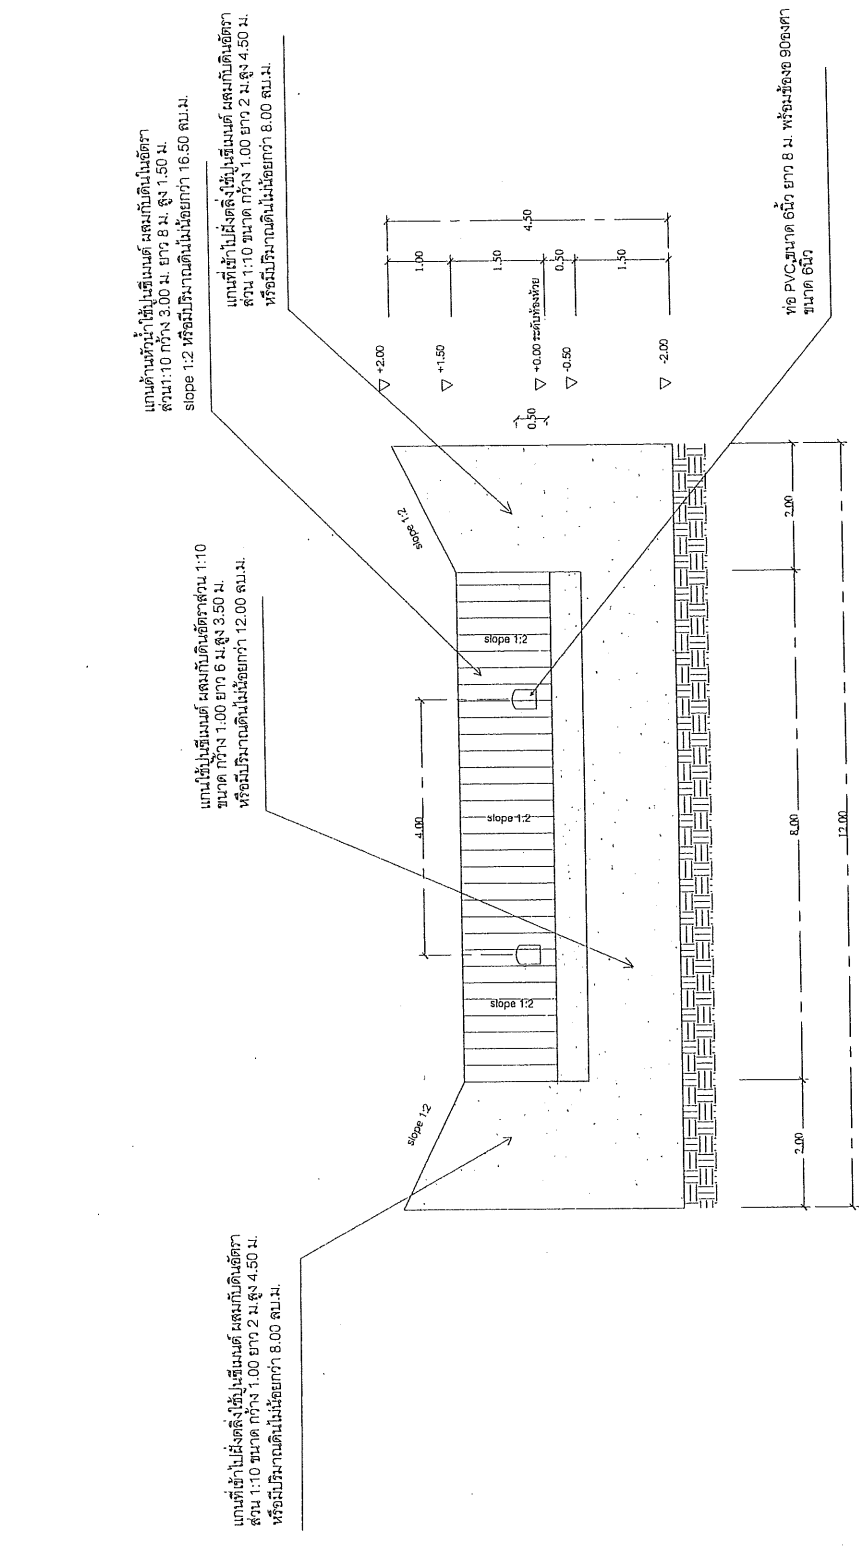 แกนที่เข้าไปฝั่งตลิ่งใช้ปูนซีเมนต์ ผสมกับดินอัตรา
ส่วน 1:10 ขนาด กว้าง 1.00 ยาว 2 ม.สูง 4.50 ม.
หรือมีปริมาณดินไม่น้อยกว่า 8.00 ลบ.ม.
แกนใช้ปูนซีเมนต์ ผสมกับดินอัตราส่วน 1:10
ขนาด กว้าง 1.00 ยาว 6 ม.สูง 3.50 ม.
หรือมีปริมาณดินไม่น้อยกว่า 12.00 ลบ.ม.
แกนด้านหัวน้ำใช้ปูนซีเมนต์ ผสมกับดินในอัตรา
ส่วน1:10 กว้าง 3.00 ม. ยาว 8 ม. สูง 1.50 ม.
slope 1:2 หรือมีปริมาณดินไม่น้อยกว่า 16.50 ลบ.ม.
แกนที่เข้าไปฝั่งตลิ่งใช้ปูนซีเมนต์ ผสมกับดินอัตรา
ส่วน 1:10 ขนาด กว้าง 1.00 ยาว 2 ม.สูง 4.50 ม.
หรือมีปริมาณดินไม่น้อยกว่า 8.00 ลบ.ม.
slope 1:2
slope 1:2
4.00
slope 1:2
slope 1:2
slope 1:2
0.50
+2.00
+1.50
+0.00 ระดับท้องห้วย
-0.50
-2.00
1.00
1.50
0.50
1.50
4.50
2.00
8.00
2.00
12.00
ท่อ PVC.ขนาด 6นิ้ว ยาว 8 ม. พร้อมข้องอ 90องศา
ขนาด 6นิ้ว